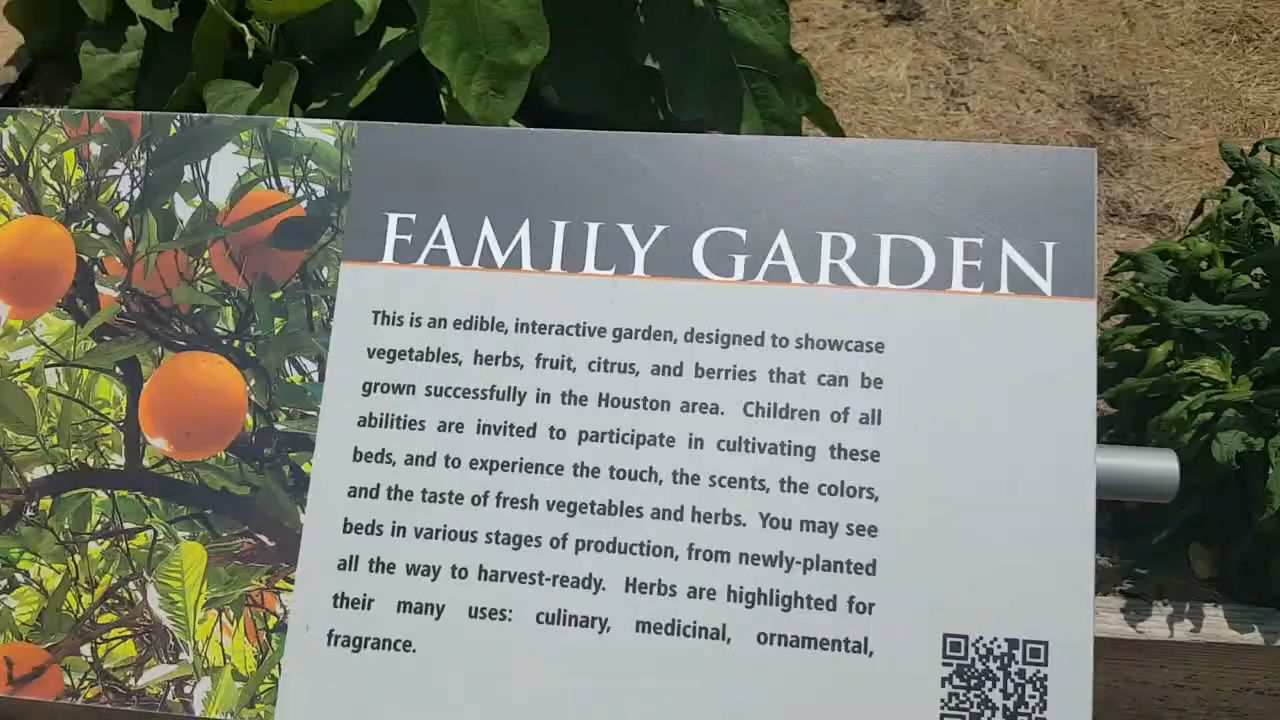 FAMILY GARDEN
This is an edible, interactive garden, designed to showcase
vegetables, herbs, fruit, citrus, and berries that can be
grown successfully in the Houston area. Children of all
abilities are invited to participate in cultivating these
beds, and to experience the touch, the scents, the colors,
and the taste of fresh vegetables and herbs. You may see
beds in various stages of production, from newly-planted
all the way to harvest-ready. Herbs are highlighted for
their many uses: culinary, medicinal, ornamental,
fragrance.